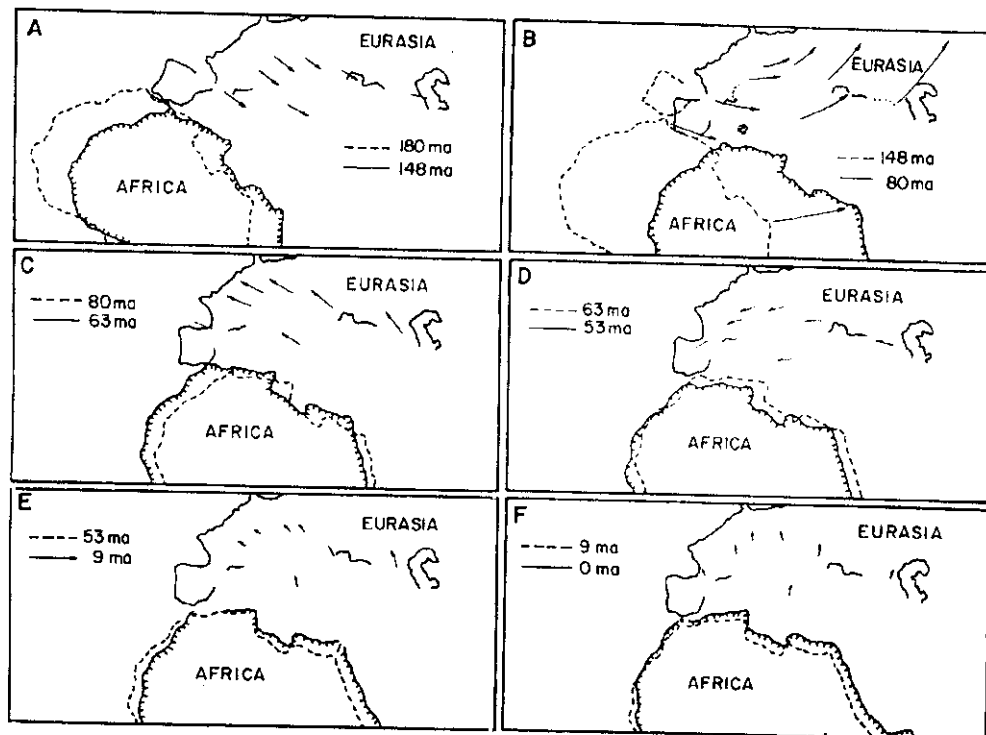 A
EURASIA
180 ma
148 ma
AFRICA
B
EURASIA
148 ma
80 ma
AFRICA
C
EURASIA
80 ma
63 ma
AFRICA
D
EURASIA
63 ma
53 ma
AFRICA
E
EURASIA
53 ma
9 ma
AFRICA
F
EURASIA
9 ma
0 ma
AFRICA